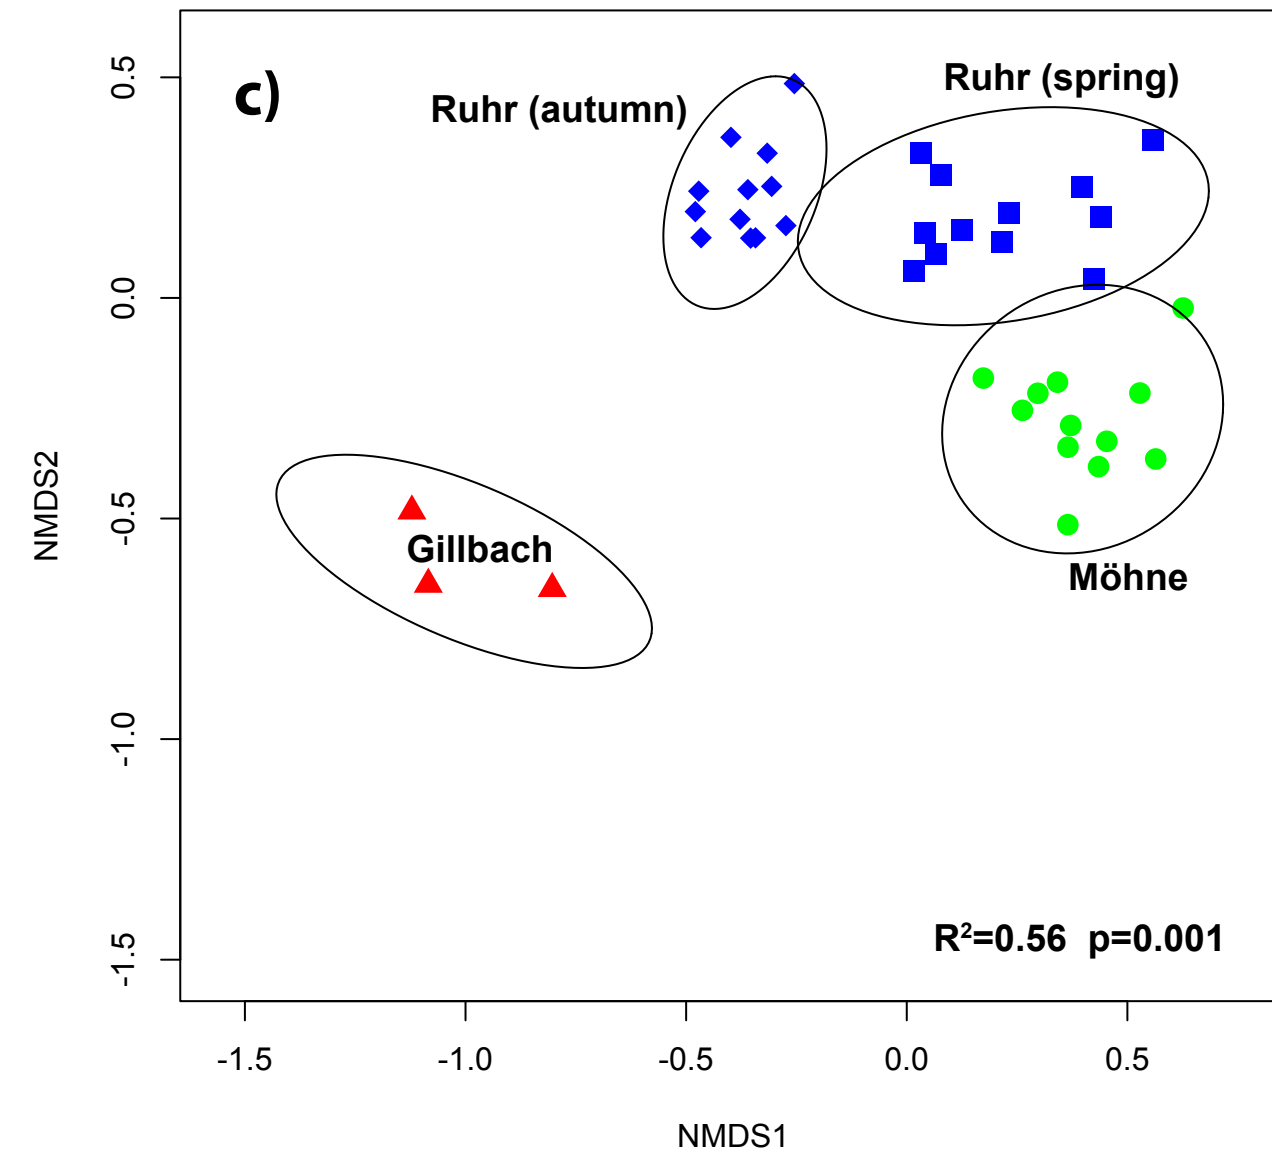 c)
Ruhr (autumn)
Ruhr (spring)
Gillbach
Möhne
R²=0.56 p=0.001
NMDS2
0.5
0.0
-0.5
-1.0
-1.5
-1.5 -1.0 -0.5 0.0 0.5
NMDS1